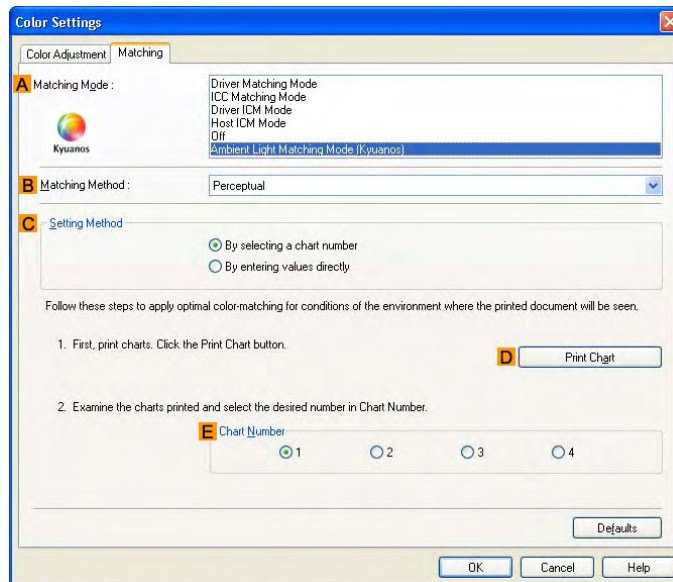 Color Settings
Color Adjustment Matching
A Matching Mode :
Kyuanos
Driver Matching Mode
ICC Matching Mode
Driver ICM Mode
Host ICM Mode
Off
Ambient Light Matching Mode (Kyuanos)
B Matching Method : Perceptual
C Setting Method
By selecting a chart number
By entering values directly
Follow these steps to apply optimal color-matching for conditions of the environment where the printed document will be seen.
1. First, print charts. Click the Print Chart button.
D Print Chart
2. Examine the charts printed and select the desired number in Chart Number.
E Chart Number
1 2 3 4
Defaults
OK Cancel Help